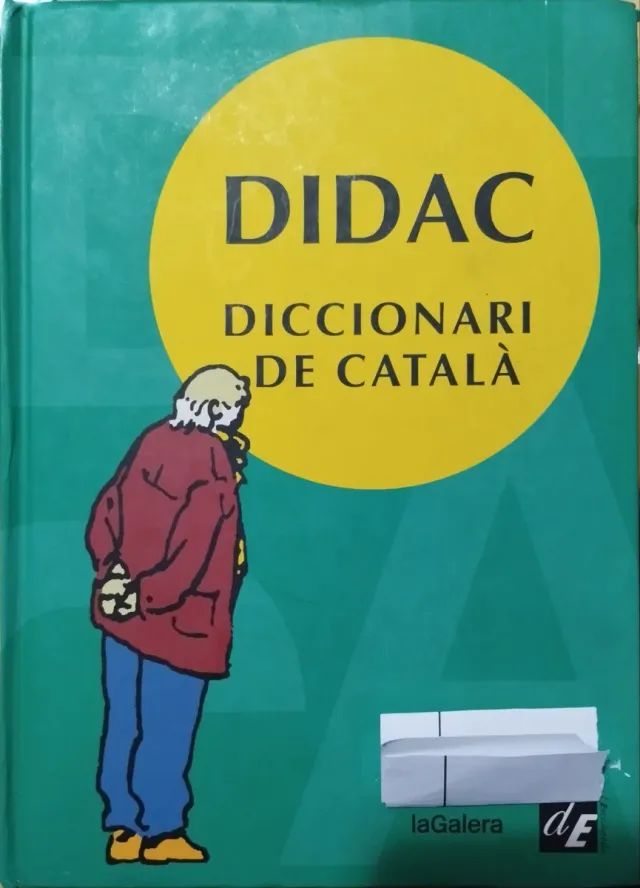 DIDAC
DICCIONARI
DE CATALÀ
laGalera
dE